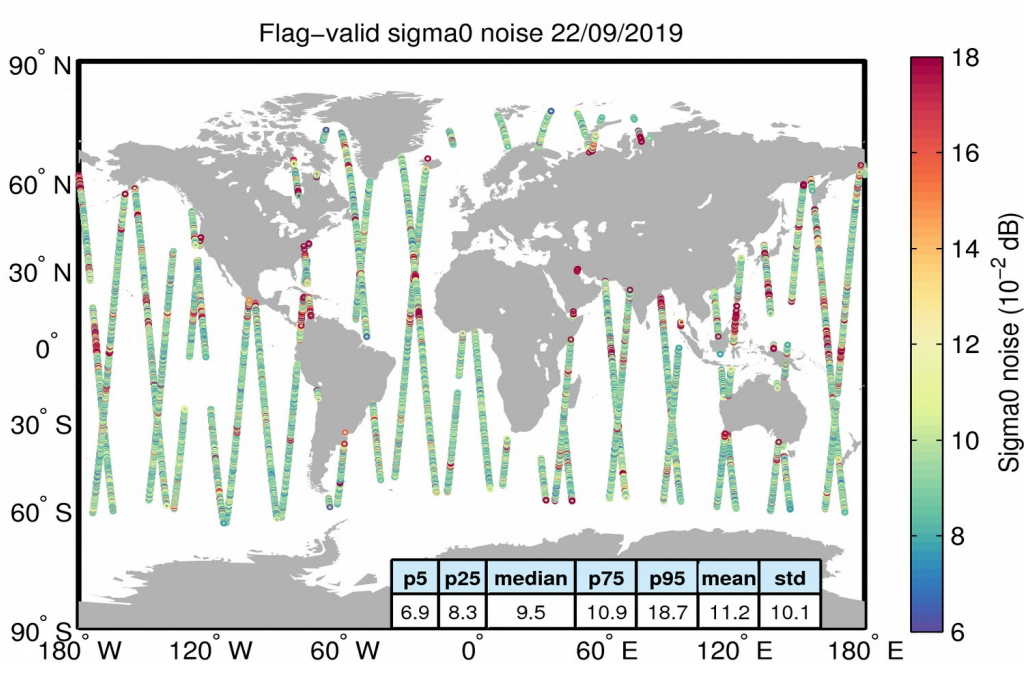 Flag−valid sigma0 noise 22/09/2019
90° N
60° N
30° N
0°
30° S
60° S
90° S
180° W
120° W
60° W
0°
60° E
120° E
180° E
p5 p25 median p75 p95 mean std
6.9 8.3 9.5 10.9 18.7 11.2 10.1
18
16
14
12
10
8
6
Sigma0 noise (10⁻² dB)